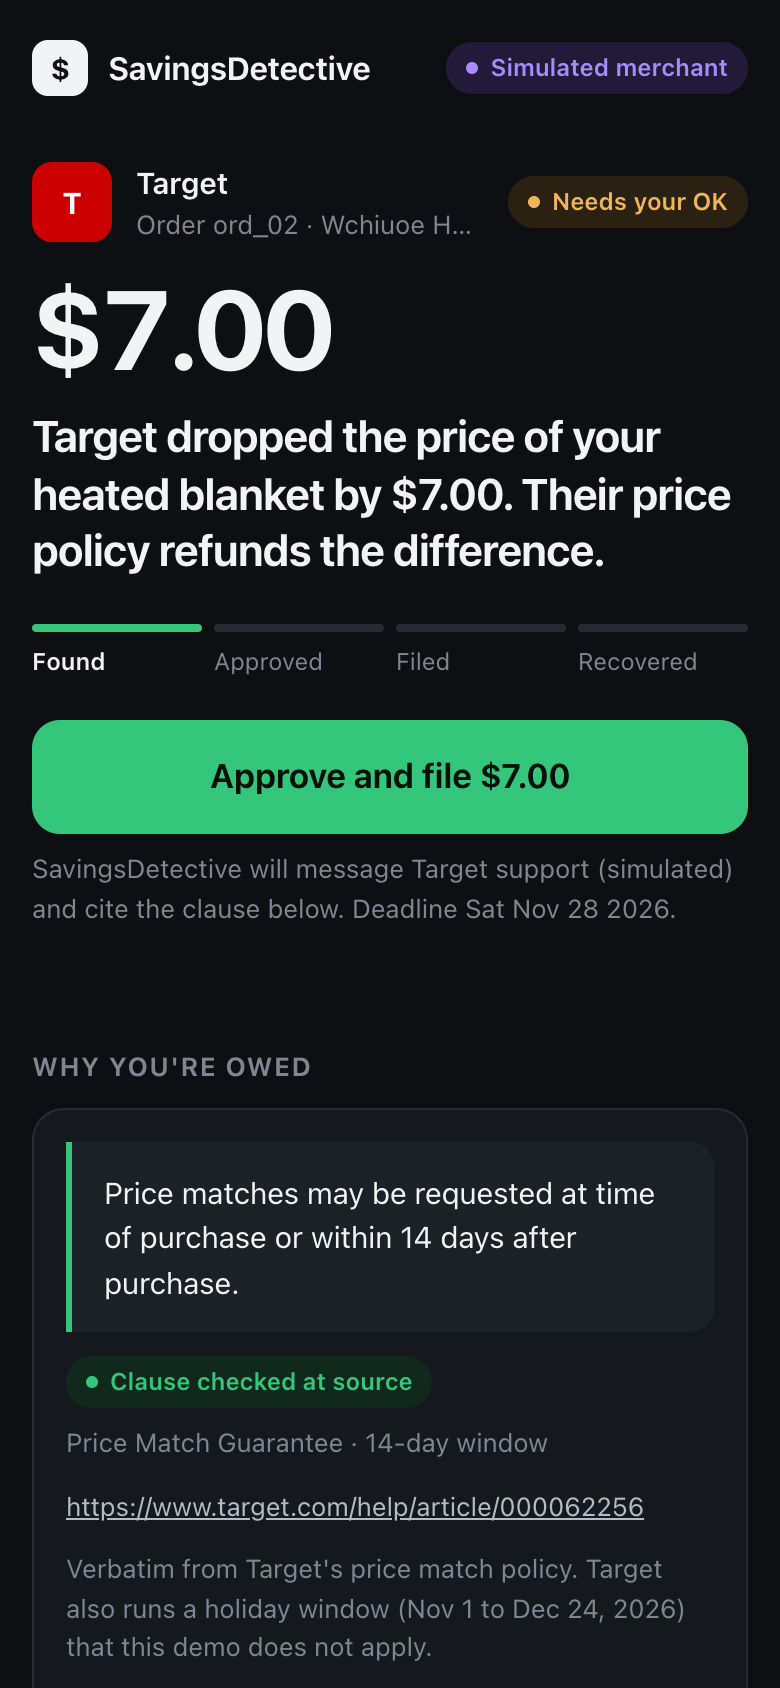 $ SavingsDetective
Simulated merchant
T
Target
Order ord_02 · Wchiuoe H...
Needs your OK
$7.00
Target dropped the price of your
heated blanket by $7.00. Their price
policy refunds the difference.
Found
Approved
Filed
Recovered
Approve and file $7.00
SavingsDetective will message Target support (simulated)
and cite the clause below. Deadline Sat Nov 28 2026.
WHY YOU'RE OWED
Price matches may be requested at time
of purchase or within 14 days after
purchase.
Clause checked at source
Price Match Guarantee · 14-day window
https://www.target.com/help/article/000062256
Verbatim from Target's price match policy. Target
also runs a holiday window (Nov 1 to Dec 24, 2026)
that this demo does not apply.